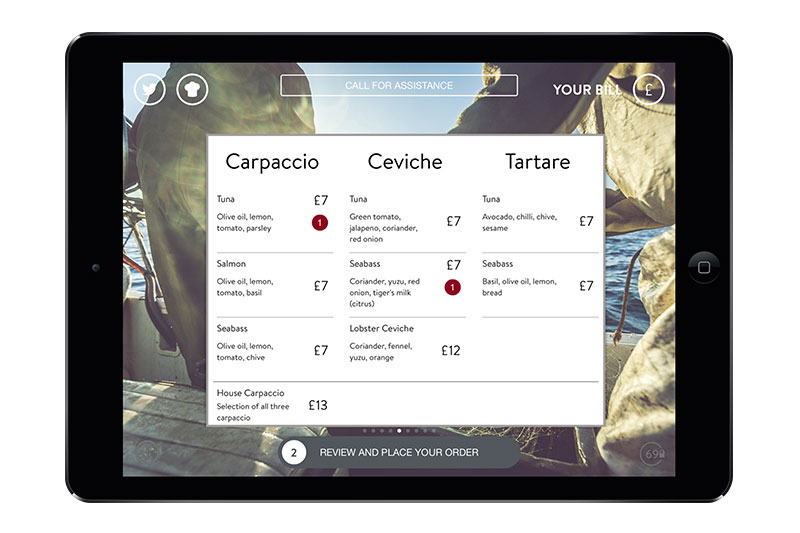 CALL FOR ASSISTANCE
YOUR BILL £
Carpaccio
Tuna £7
Olive oil, lemon,
tomato, parsley
1
Salmon
Olive oil, lemon,
tomato, basil
£7
Seabass
Olive oil, lemon,
tomato, chive
£7
House Carpaccio
Selection of all three
carpaccio
£13
Ceviche
Tuna
Green tomato,
jalapeno, coriander,
red onion
£7
Seabass £7
Coriander, yuzu, red
onion, tiger's milk
(citrus)
1
Lobster Ceviche
Coriander, fennel,
yuzu, orange
£12
Tartare
Tuna
Avocado, chilli, chive,
sesame
£7
Seabass
Basil, olive oil, lemon,
bread
£7
2 REVIEW AND PLACE YOUR ORDER
69